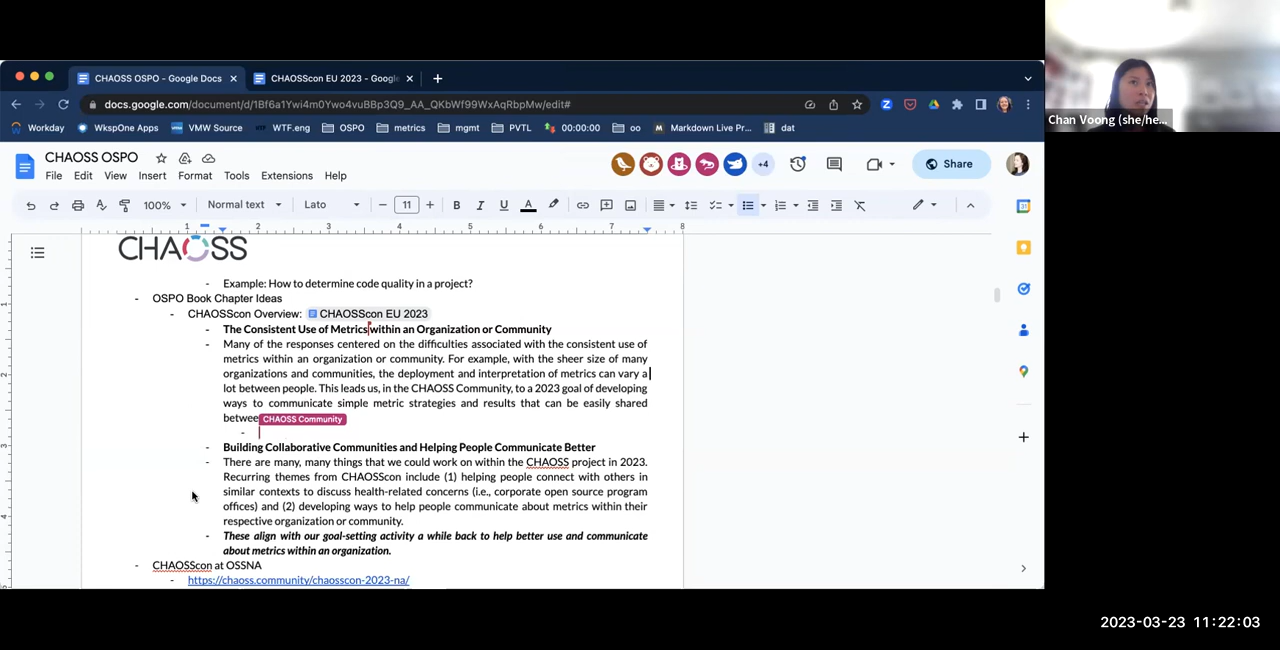 CHAOSS OSPO - Google Docs
CHAOSScon EU 2023 - Google
docs.google.com/document/d/1Bf6a1Ywi4m0Ywo4vuBBp3Q9_AA_QKbWf99WxAqRbpMw/edit#
Workday WkspOne Apps VMW Source WTF.eng OSPO metrics mgmt PVTL 00:00:00 oo Markdown Live Pr... dat
CHAOSS OSPO
+4
Share
File Edit View Insert Format Tools Extensions Help
100% Normal text Lato 11
1 2 3 4 5 6 7 8
CHAOSS
- Example: How to determine code quality in a project?
- OSPO Book Chapter Ideas
- CHAOSScon Overview: CHAOSScon EU 2023
- The Consistent Use of Metrics within an Organization or Community
- Many of the responses centered on the difficulties associated with the consistent use of
metrics within an organization or community. For example, with the sheer size of many
organizations and communities, the deployment and interpretation of metrics can vary a
lot between people. This leads us, in the CHAOSS Community, to a 2023 goal of developing
ways to communicate simple metric strategies and results that can be easily shared
betwee
CHAOSS Community
-
- Building Collaborative Communities and Helping People Communicate Better
- There are many, many things that we could work on within the CHAOSS project in 2023.
Recurring themes from CHAOSScon include (1) helping people connect with others in
similar contexts to discuss health-related concerns (i.e., corporate open source program
offices) and (2) developing ways to help people communicate about metrics within their
respective organization or community.
- These align with our goal-setting activity a while back to help better use and communicate
about metrics within an organization.
- CHAOSScon at OSSNA
- https://chaoss.community/chaosscon-2023-na/
Chan Voong (she/he...
2023-03-23 11:22:03